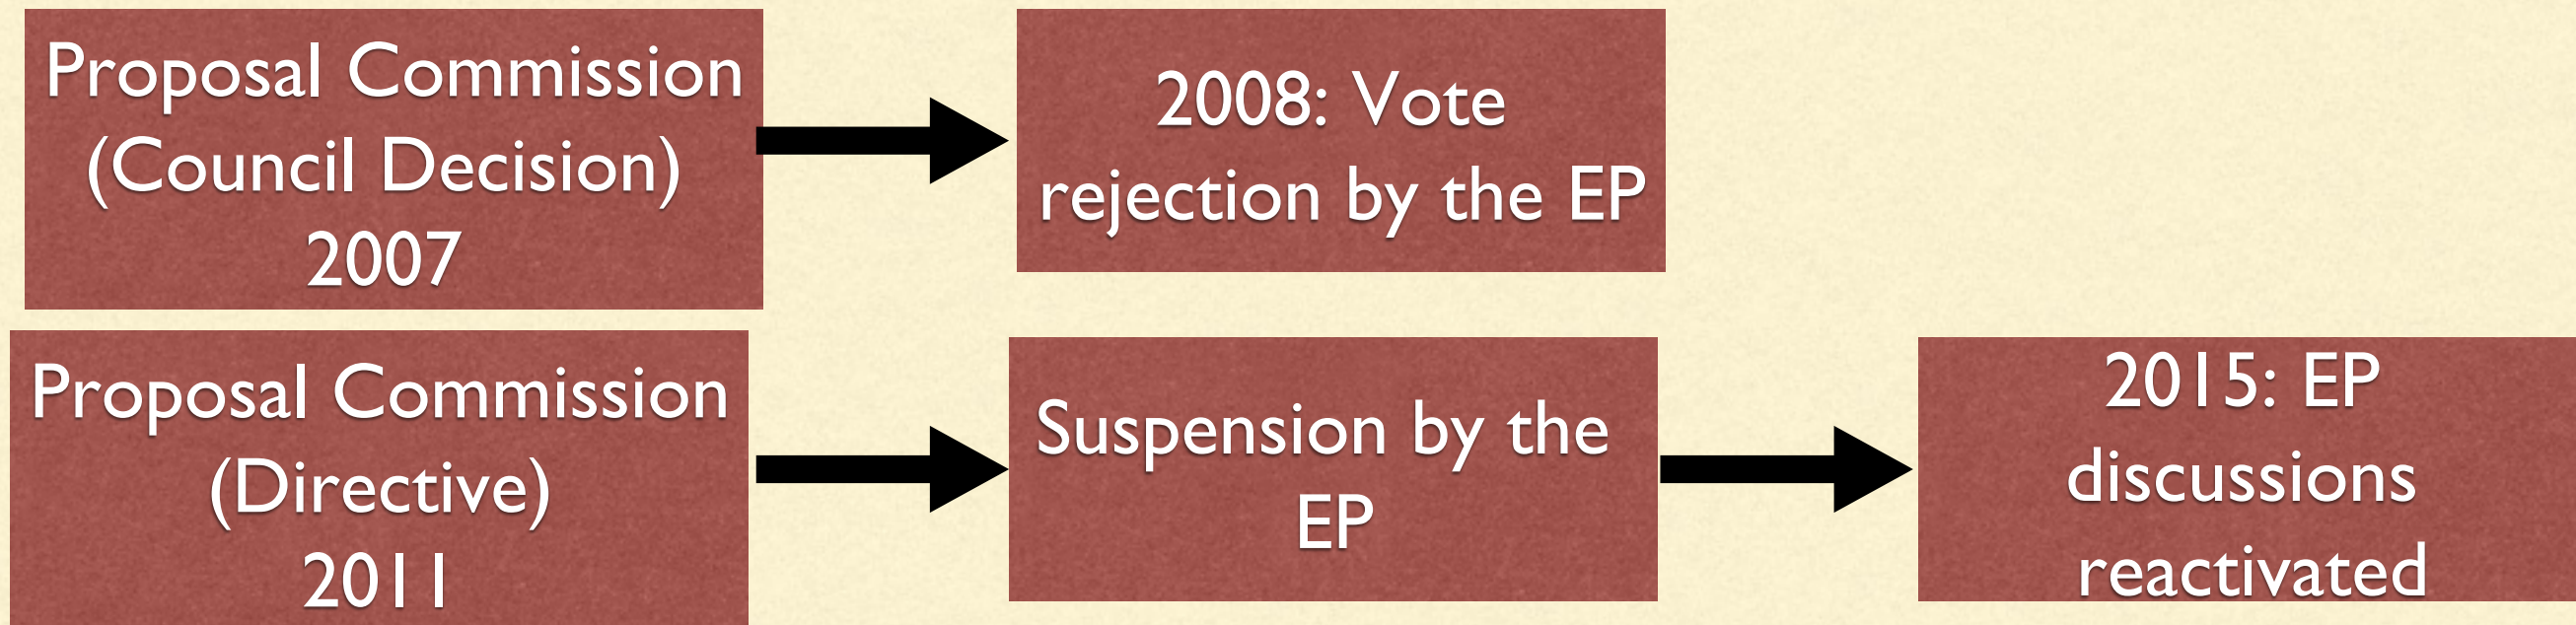 Proposal Commission
(Council Decision)
2007
2008: Vote
rejection by the EP
Proposal Commission
(Directive)
2011
Suspension by the
EP
2015: EP
discussions
reactivated